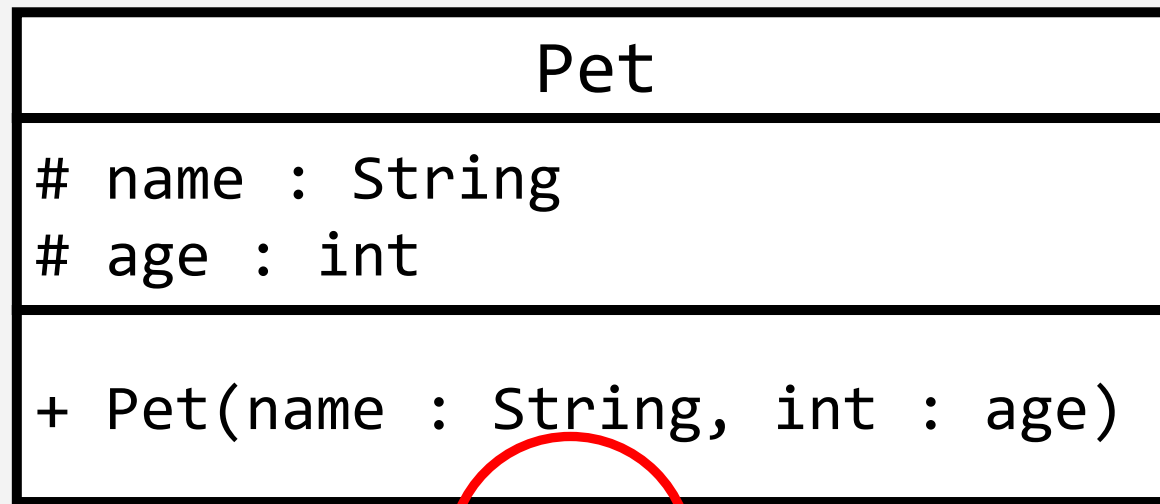 Pet
# name : String
# age : int
+ Pet(name : String, int : age)